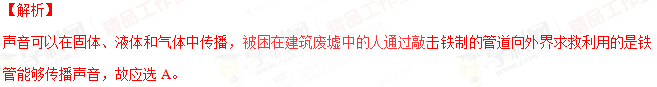 【解析】
声音可以在固体、液体和气体中传播，被困在建筑废墟中的人通过敲击铁制的管道向外界求救利用的是铁
管能够传播声音，故应选 A。